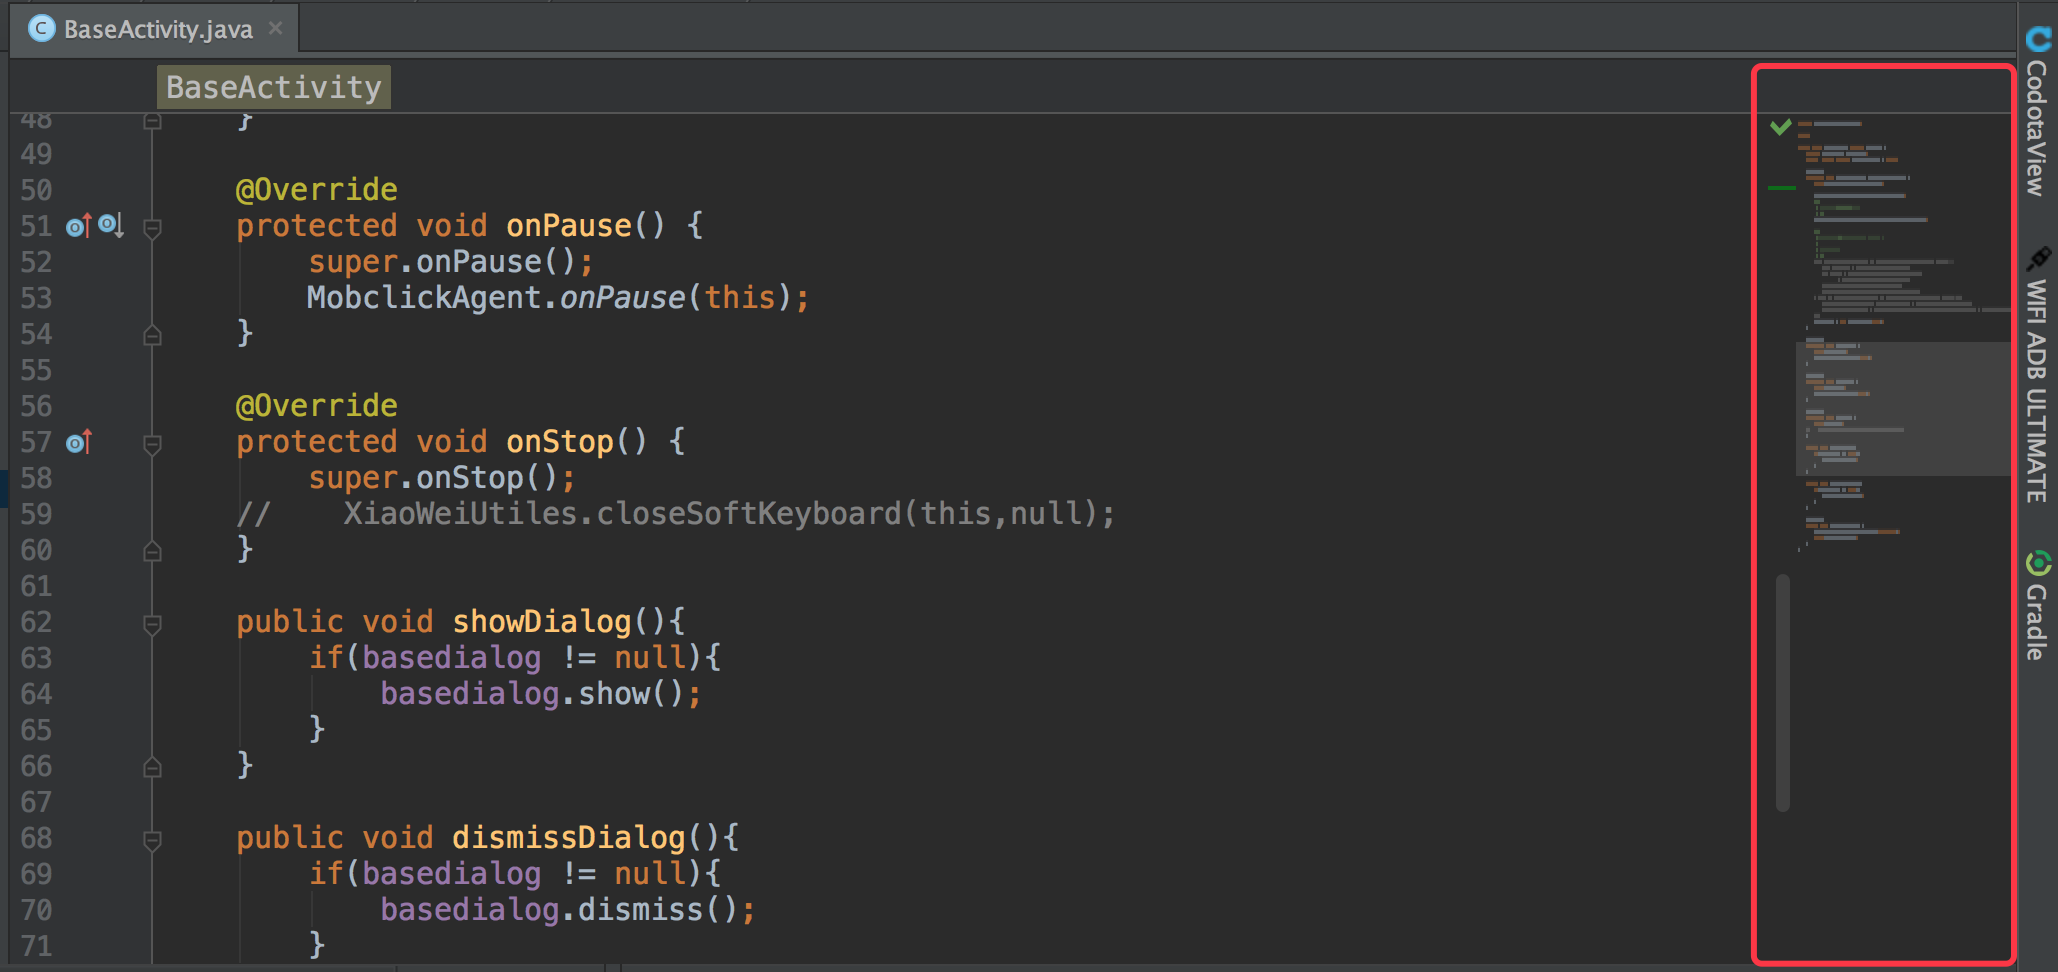 BaseActivity.java
BaseActivity
48 }
49
50 @Override
51 protected void onPause() {
52 super.onPause();
53 MobclickAgent.onPause(this);
54 }
55
56 @Override
57 protected void onStop() {
58 super.onStop();
59 // XiaoWeiUtiles.closeSoftKeyboard(this,null);
60 }
61
62 public void showDialog(){
63 if(basedialog != null){
64 basedialog.show();
65 }
66 }
67
68 public void dismissDialog(){
69 if(basedialog != null){
70 basedialog.dismiss();
71 }
CodotaView
WIFI ADB ULTIMATE
Gradle